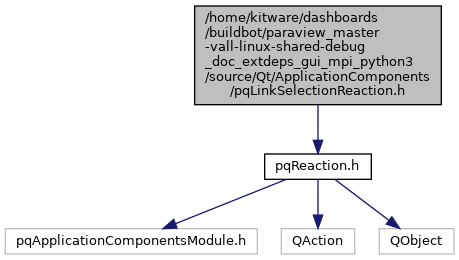 /home/kitware/dashboards
/buildbot/paraview_master
-vall-linux-shared-debug
_doc_extdeps_gui_mpi_python3
/source/Qt/ApplicationComponents
/pqLinkSelectionReaction.h
pqReaction.h
pqApplicationComponentsModule.h
QAction
QObject